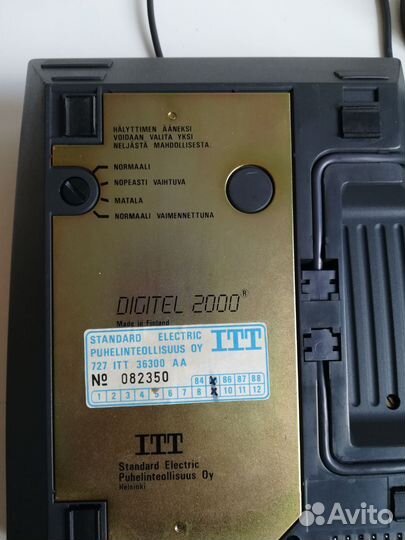 HÄLYTTIMEN ÄÄNEKSI
VOIDAAN VALITA YKSI
NELJÄSTÄ MAHDOLLISESTA.
NORMAALI
NOPEASTI VAIHTUVA
MATALA
NORMAALI VAIMENNETTUNA
DIGITEL 2000®
Made in Finland
STANDARD ELECTRIC
PUHELINTEOLLISUUS OY
ITT
727 ITT 36300 AA
Nº 082350
84 86 87 88
1 2 3 4 5 6 7 8 10 11 12
ITT
Standard Electric
Puhelinteollisuus Oy
Helsinki
Avito